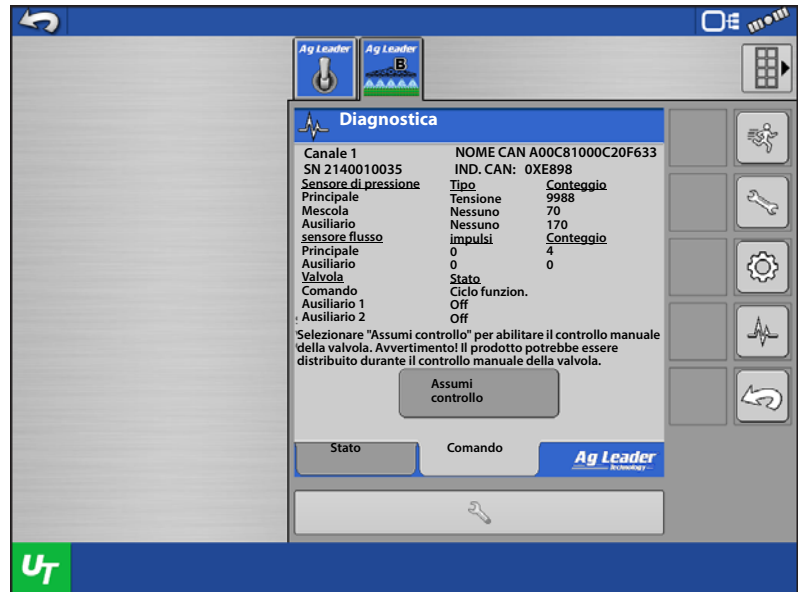 Ag Leader
Ag Leader
B
Diagnostica
Canale 1 NOME CAN A00C81000C20F633
SN 2140010035 IND. CAN: 0XE898
Sensore di pressione Tipo Conteggio
Principale Tensione 9988
Mescola Nessuno 70
Ausiliario Nessuno 170
sensore flusso impulsi Conteggio
Principale 0 4
Ausiliario 0 0
Valvola Stato
Comando Ciclo funzion.
Ausiliario 1 Off
Ausiliario 2 Off
Selezionare "Assumi controllo" per abilitare il controllo manuale
della valvola. Avvertimento! Il prodotto potrebbe essere
distribuito durante il controllo manuale della valvola.
Assumi
controllo
Stato Comando Ag Leader
Technology
UT